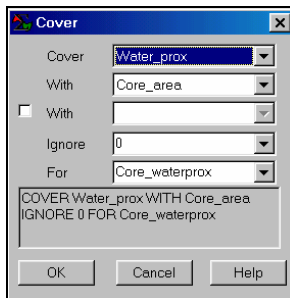 Cover
Cover Water_prox
With Core_area
With
Ignore 0
For Core_waterprox
COVER Water_prox WITH Core_area
IGNORE 0 FOR Core_waterprox
OK Cancel Help